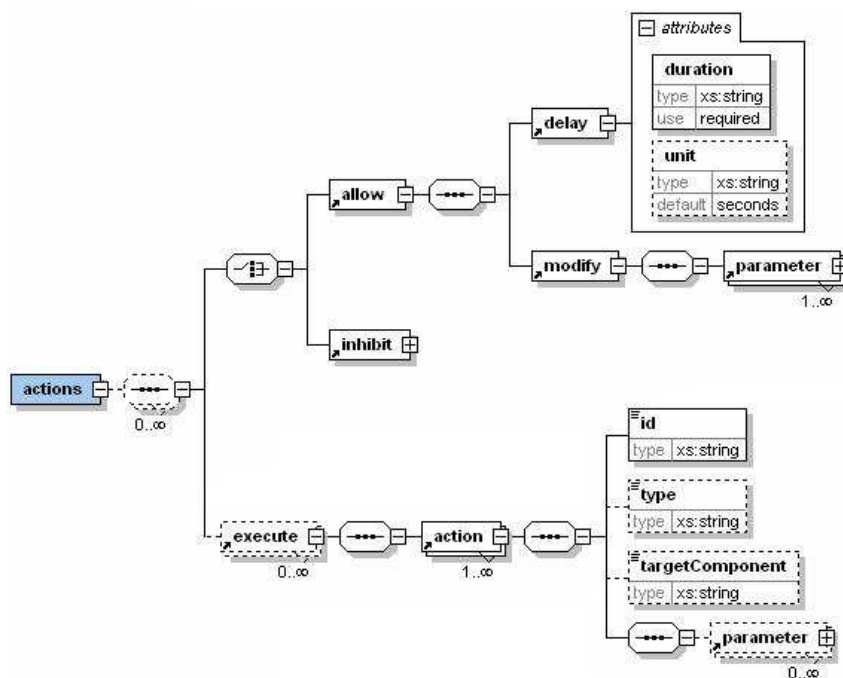 attributes
duration
type xs:string
use required
unit
type xs:string
default seconds
delay
allow
modify
parameter
1..∞
inhibit
actions
0..∞
id
type xs:string
type
type xs:string
execute
0..∞
action
1..∞
targetComponent
type xs:string
parameter
0..∞